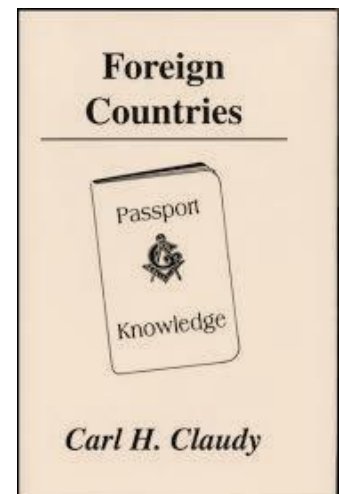 Foreign
Countries
Passport
G
Knowledge
Carl H. Claudy